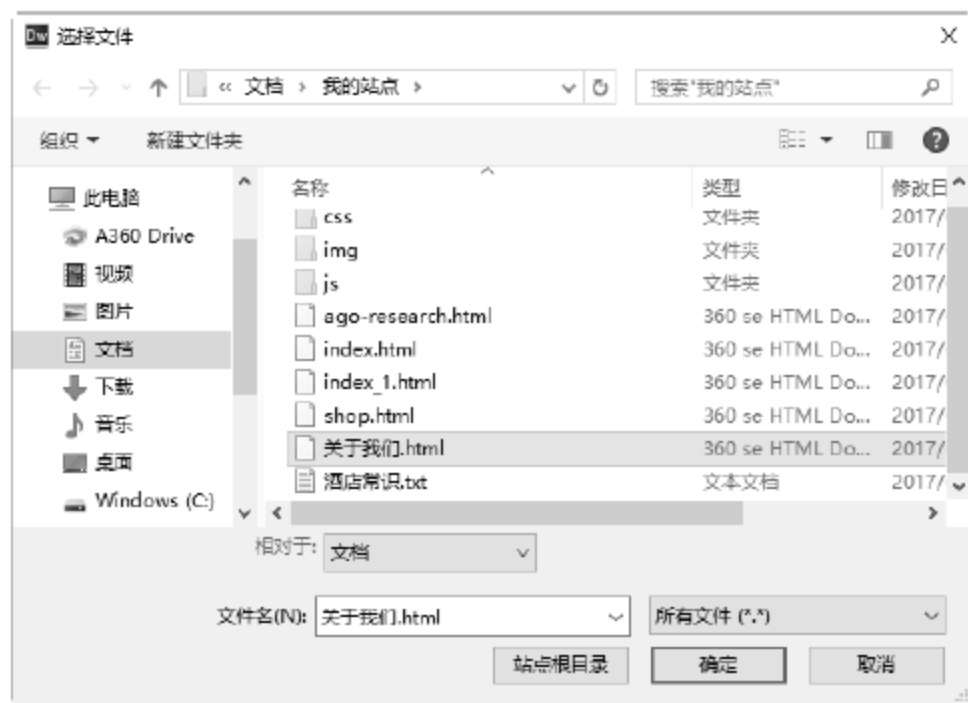 Dw 选择文件
« 文档 › 我的站点 › 搜索"我的站点"
组织 新建文件夹
名称 类型 修改日
此电脑
A360 Drive
视频
图片
文档
下载
音乐
桌面
Windows (C:)
css 文件夹 2017/
img 文件夹 2017/
js 文件夹 2017/
ago-research.html 360 se HTML Do... 2017/
index.html 360 se HTML Do... 2017/
index_1.html 360 se HTML Do... 2017/
shop.html 360 se HTML Do... 2017/
关于我们.html 360 se HTML Do... 2017/
酒店常识.txt 文本文档 2017/
相对于: 文档
文件名(N): 关于我们.html 所有文件 (*.*)
站点根目录 确定 取消